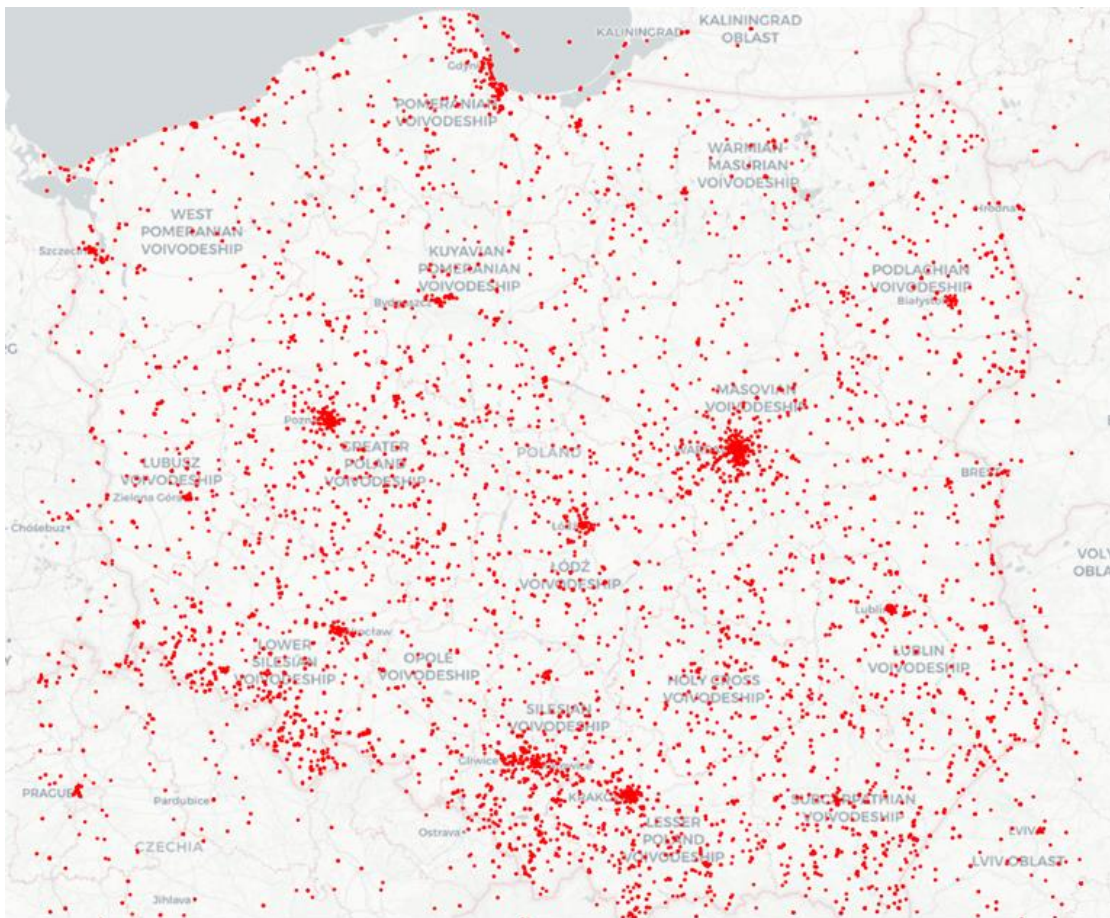 KALININGRAD
OBLAST
KALININGRAD
Gdynia
POMERANIAN
VOIVODESHIP
WARMIAN-
MASURIAN
VOIVODESHIP
WEST
POMERANIAN
VOIVODESHIP
Hrodna
Szczecin
KUYAVIAN-
POMERANIAN
VOIVODESHIP
PODLACHIAN
VOIVODESHIP
Bydgoszcz
Białystok
MASOVIAN
VOIVODESHIP
Poznań
GREATER
POLAND
VOIVODESHIP
POLAND
LUBUSZ
VOIVODESHIP
BREST
Zielona Góra
- Chóśebuz
Łódź
ŁÓDŹ
VOIVODESHIP
Lublin
Wrocław
LOWER
SILESIAN
VOIVODESHIP
OPOLE
VOIVODESHIP
HOLY CROSS
VOIVODESHIP
LUBLIN
VOIVODESHIP
SILESIAN
VOIVODESHIP
Gliwice
PRAGUE
Pardubice
SUBCARPATHIAN
VOIVODESHIP
Ostrava
LESSER
POLAND
VOIVODESHIP
LVIV
CZECHIA
LVIV OBLAST
Jihlava